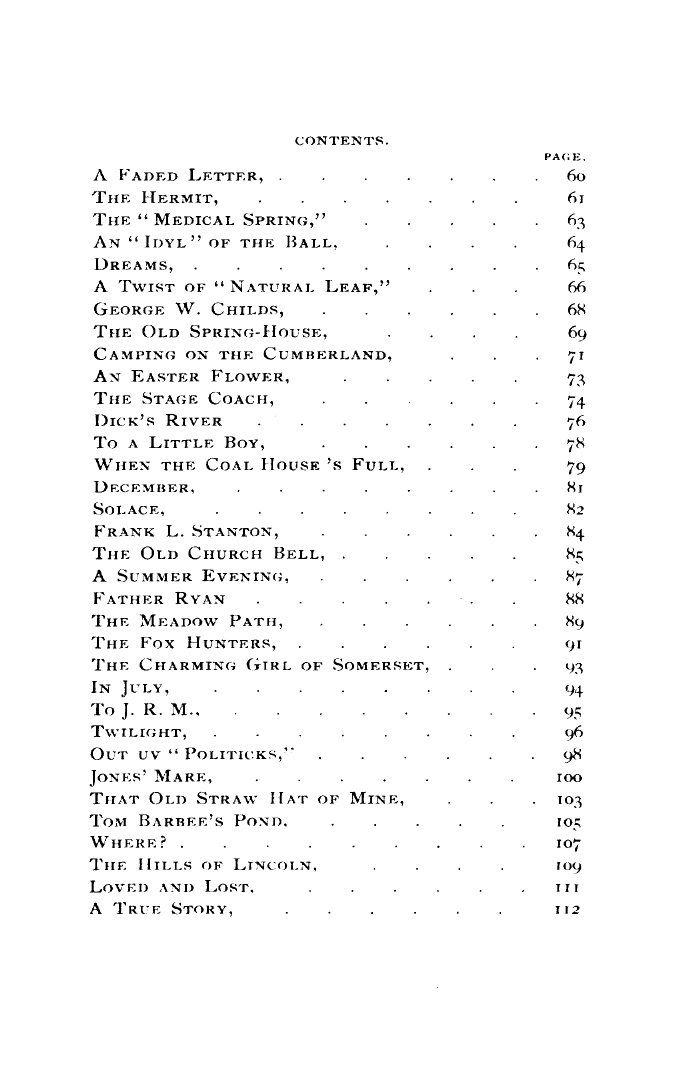 CONTENTS.
PAGE.
A FADED LETTER, . . . . . . . 60
THE HERMIT, . . . . . . . 61
THE "MEDICAL SPRING," . . . . . 63
AN "IDYL" OF THE BALL, . . . . 64
DREAMS, . . . . . . . . . 65
A TWIST OF "NATURAL LEAF," . . . 66
GEORGE W. CHILDS, . . . . . . 68
THE OLD SPRING-HOUSE, . . . . 69
CAMPING ON THE CUMBERLAND, . . . 71
AN EASTER FLOWER, . . . . . 73
THE STAGE COACH, . . . . . . 74
DICK'S RIVER . . . . . . . 76
TO A LITTLE BOY, . . . . . . 78
WHEN THE COAL HOUSE 'S FULL, . . . 79
DECEMBER, . . . . . . . . 81
SOLACE, . . . . . . . . 82
FRANK L. STANTON, . . . . . . 84
THE OLD CHURCH BELL, . . . . . 85
A SUMMER EVENING, . . . . . . 87
FATHER RYAN . . . . . . . 88
THE MEADOW PATH, . . . . . . 89
THE FOX HUNTERS, . . . . . . 91
THE CHARMING GIRL OF SOMERSET, . . . 93
IN JULY, . . . . . . . . 94
TO J. R. M., . . . . . . . . 95
TWILIGHT, . . . . . . . . 96
OUT UV "POLITICKS," . . . . . . 98
JONES' MARE, . . . . . . . 100
THAT OLD STRAW HAT OF MINE, . . . 103
TOM BARBEE'S POND, . . . . . 105
WHERE? . . . . . . . . . 107
THE HILLS OF LINCOLN, . . . . 109
LOVED AND LOST, . . . . . . 111
A TRUE STORY, . . . . . . 112